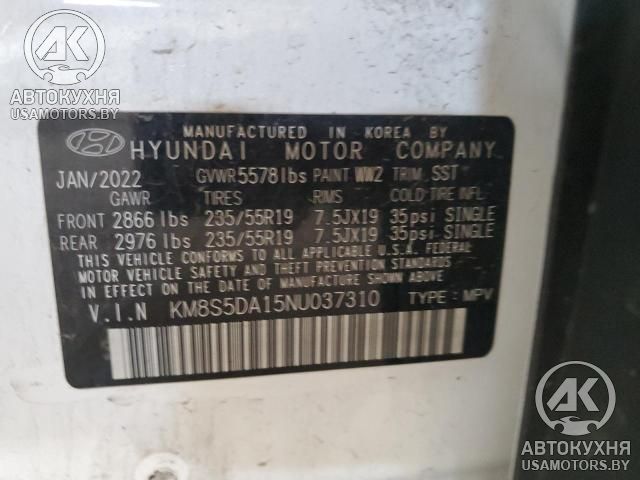 АК
АВТОКУХНЯ
USAMOTORS.BY
MANUFACTURED IN KOREA BY
HYUNDAI MOTOR COMPANY
JAN/2022 GVWR 5578 lbs PAINT WW2 TRIM SST
GAWR TIRES RIMS COLD TIRE INFL.
FRONT 2866 lbs 235/55R19 7.5JX19 35psi SINGLE
REAR 2976 lbs 235/55R19 7.5JX19 35psi SINGLE
THIS VEHICLE CONFORMS TO ALL APPLICABLE U.S.A. FEDERAL
MOTOR VEHICLE SAFETY AND THEFT PREVENTION STANDARDS
IN EFFECT ON THE DATE OF MANUFACTURE SHOWN ABOVE.
V.I.N KM8S5DA15NU037310 TYPE : MPV
АК
АВТОКУХНЯ
USAMOTORS.BY